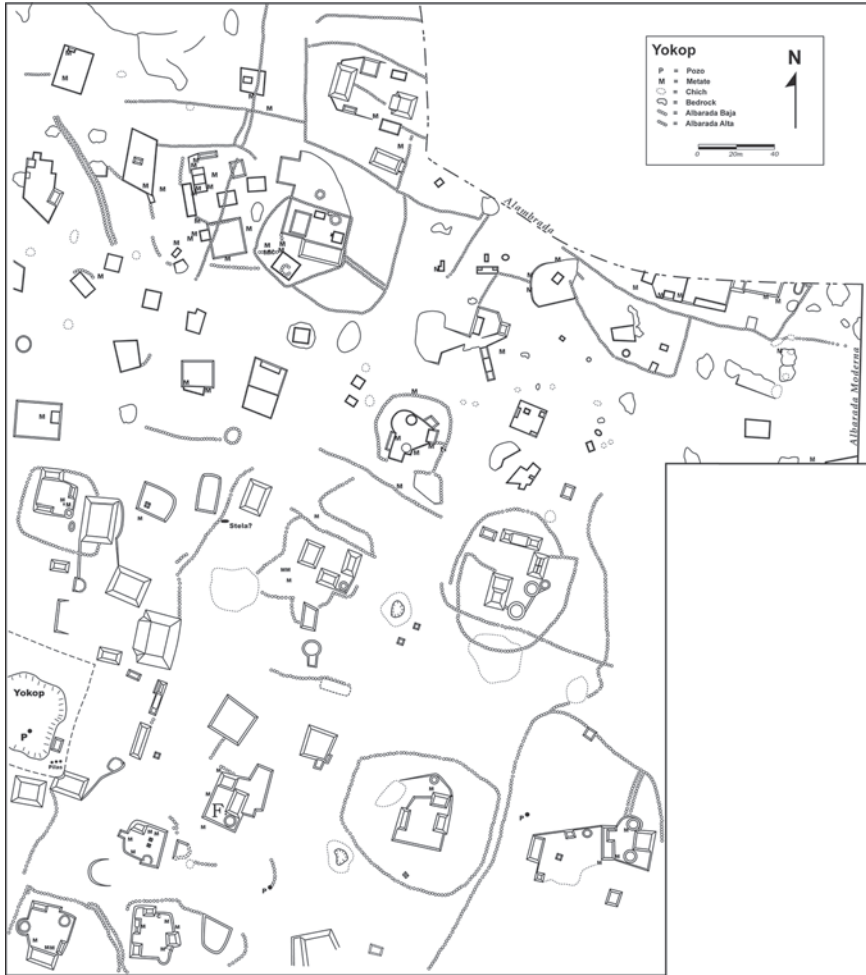 Yokop
N
P = Pozo
M = Metate
= Chich
= Bedrock
= Albarada Baja
= Albarada Alta
0 20m 40
Alambrada
Albarada Moderna
Stela?
Yokop
P
Pilas
F
P
P